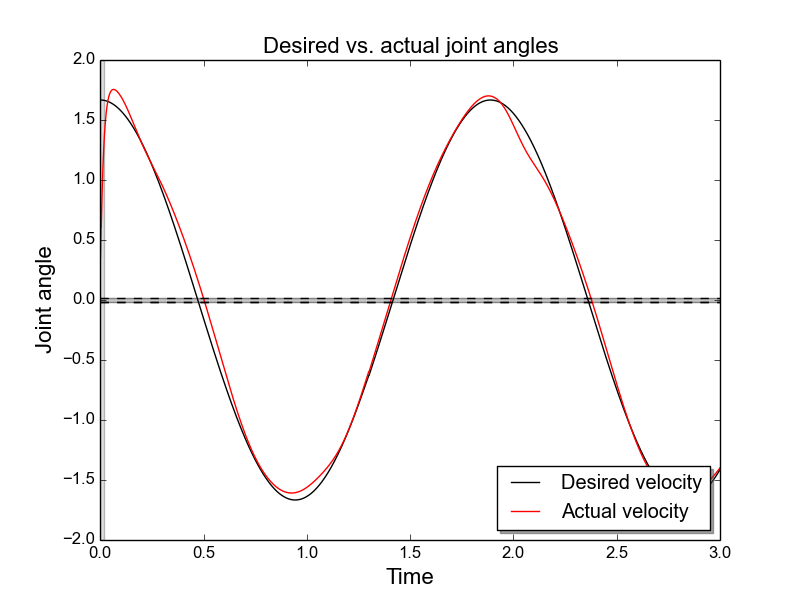 Desired vs. actual joint angles
2.0
1.5
1.0
0.5
0.0
−0.5
−1.0
−1.5
−2.0
Joint angle
Desired velocity
Actual velocity
0.0 0.5 1.0 1.5 2.0 2.5 3.0
Time